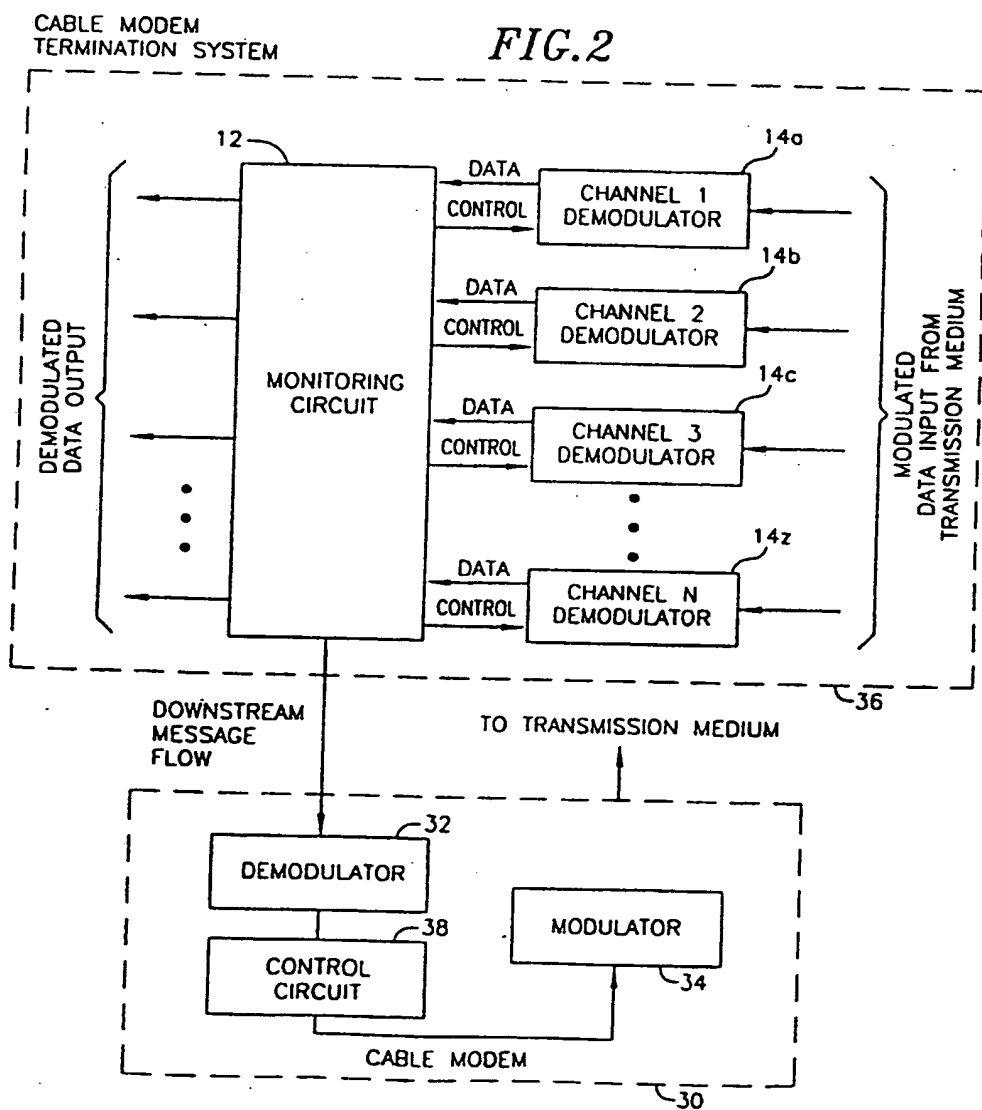 CABLE MODEM
TERMINATION SYSTEM
FIG.2
12
14a
DATA
CONTROL
CHANNEL 1
DEMODULATOR
14b
DATA
CONTROL
CHANNEL 2
DEMODULATOR
14c
DATA
CONTROL
CHANNEL 3
DEMODULATOR
14z
DATA
CONTROL
CHANNEL N
DEMODULATOR
MONITORING
CIRCUIT
DEMODULATED
DATA OUTPUT
MODULATED
DATA INPUT FROM
TRANSMISSION MEDIUM
36
DOWNSTREAM
MESSAGE
FLOW
TO TRANSMISSION MEDIUM
32
DEMODULATOR
38
CONTROL
CIRCUIT
MODULATOR
34
CABLE MODEM
30